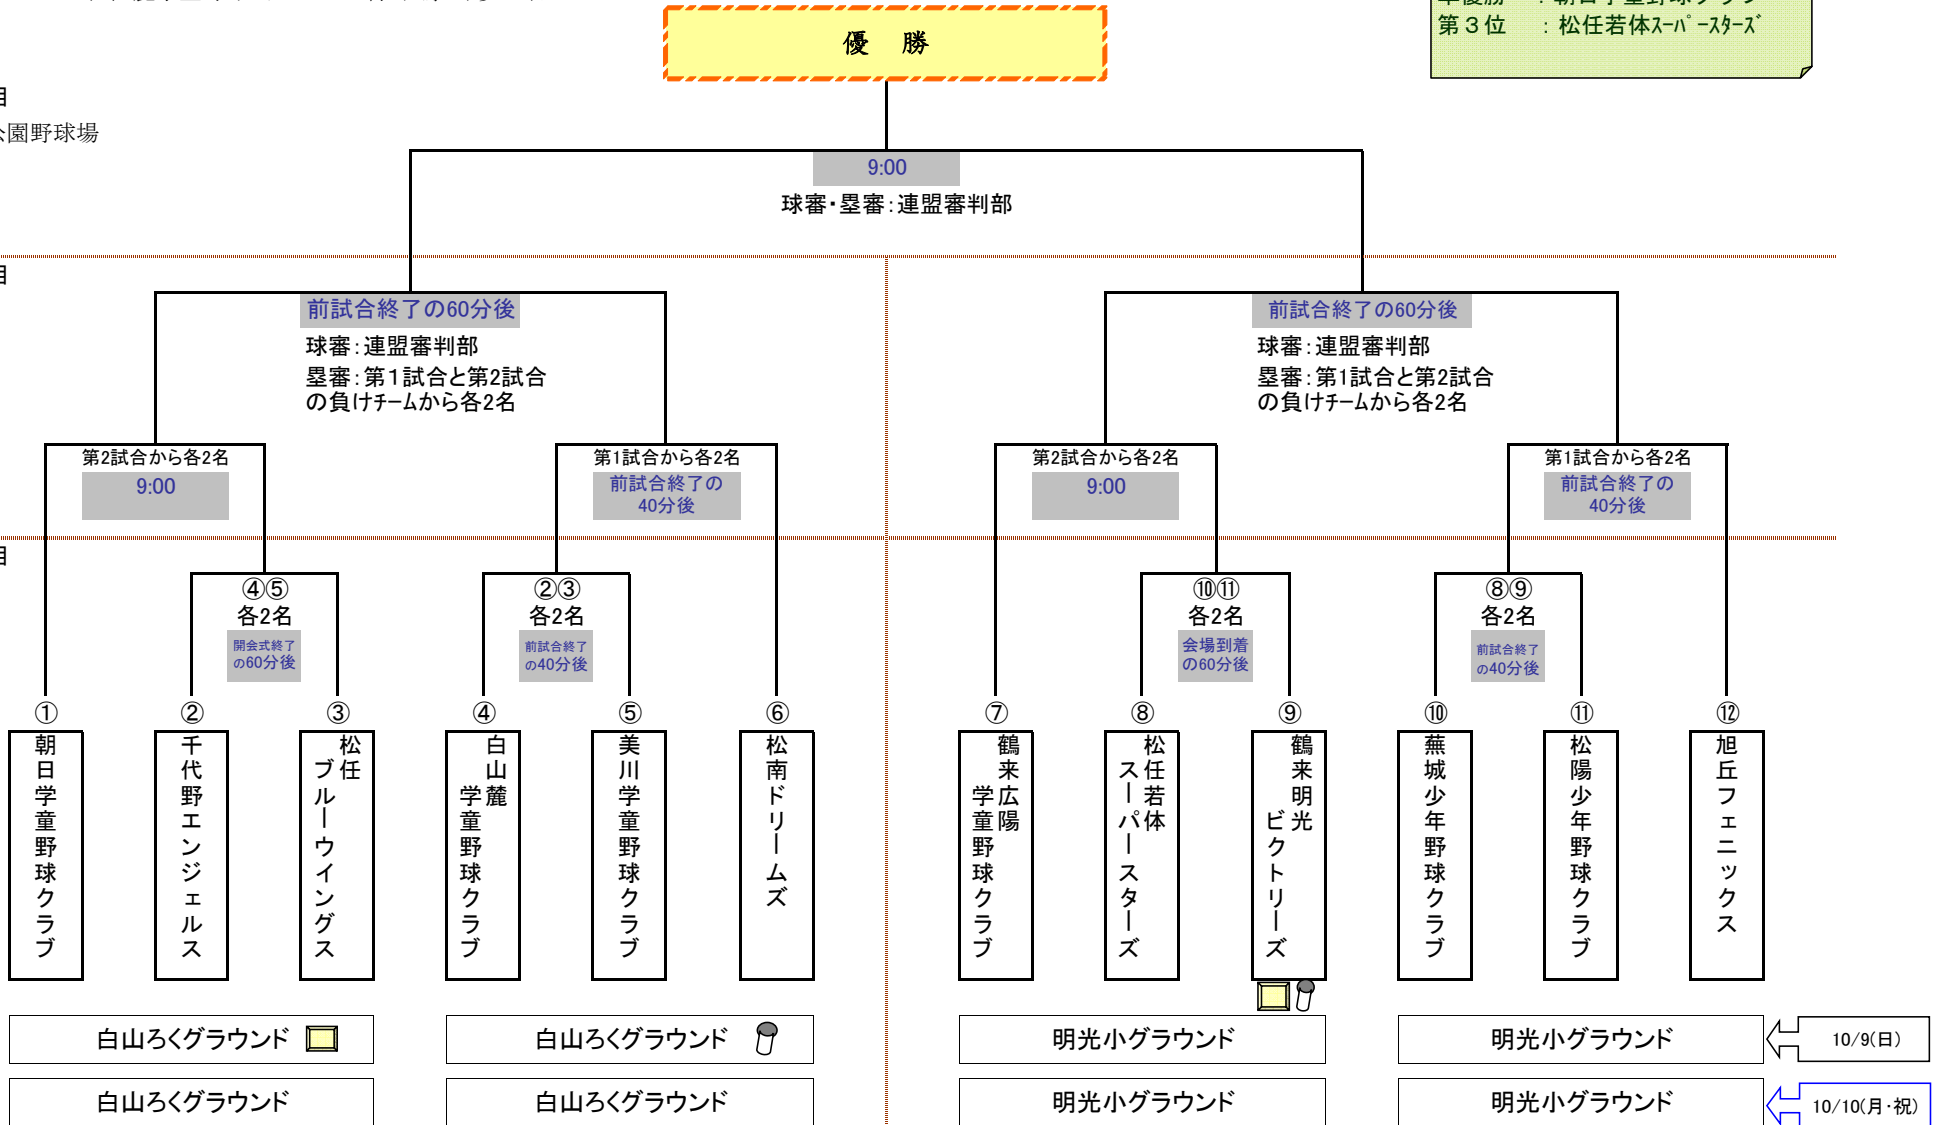 優　勝
第３位　：松任若体ｽｰﾊﾟｰｽﾀｰｽﾞ
公園野球場
9:00
球審・塁審：連盟審判部
前試合終了の60分後
球審：連盟審判部
塁審：第１試合と第2試合
の負けﾁｰﾑから各2名
前試合終了の60分後
球審：連盟審判部
塁審：第1試合と第2試合
の負けﾁｰﾑから各2名
第2試合から各2名
9:00
第1試合から各2名
前試合終了の
40分後
第2試合から各2名
9:00
第1試合から各2名
前試合終了の
40分後
④⑤
各2名
開会式終了
の60分後
②③
各2名
前試合終了
の40分後
⑩⑪
各2名
会場到着
の60分後
⑧⑨
各2名
前試合終了
の40分後
①
朝日学童野球クラブ
②
千代野エンジェルス
③
松任
ブルーウイングス
④
白山麓
学童野球クラブ
⑤
美川学童野球クラブ
⑥
松南ドリームズ
⑦
鶴来広陽
学童野球クラブ
⑧
松任若体
スーパースターズ
⑨
鶴来明光
ビクトリーズ
⑩
蕪城少年野球クラブ
⑪
松陽少年野球クラブ
⑫
旭丘フェニックス
白山ろくグラウンド
白山ろくグラウンド
明光小グラウンド
明光小グラウンド
10/9(日)
白山ろくグラウンド
白山ろくグラウンド
明光小グラウンド
明光小グラウンド
10/10(月・祝)